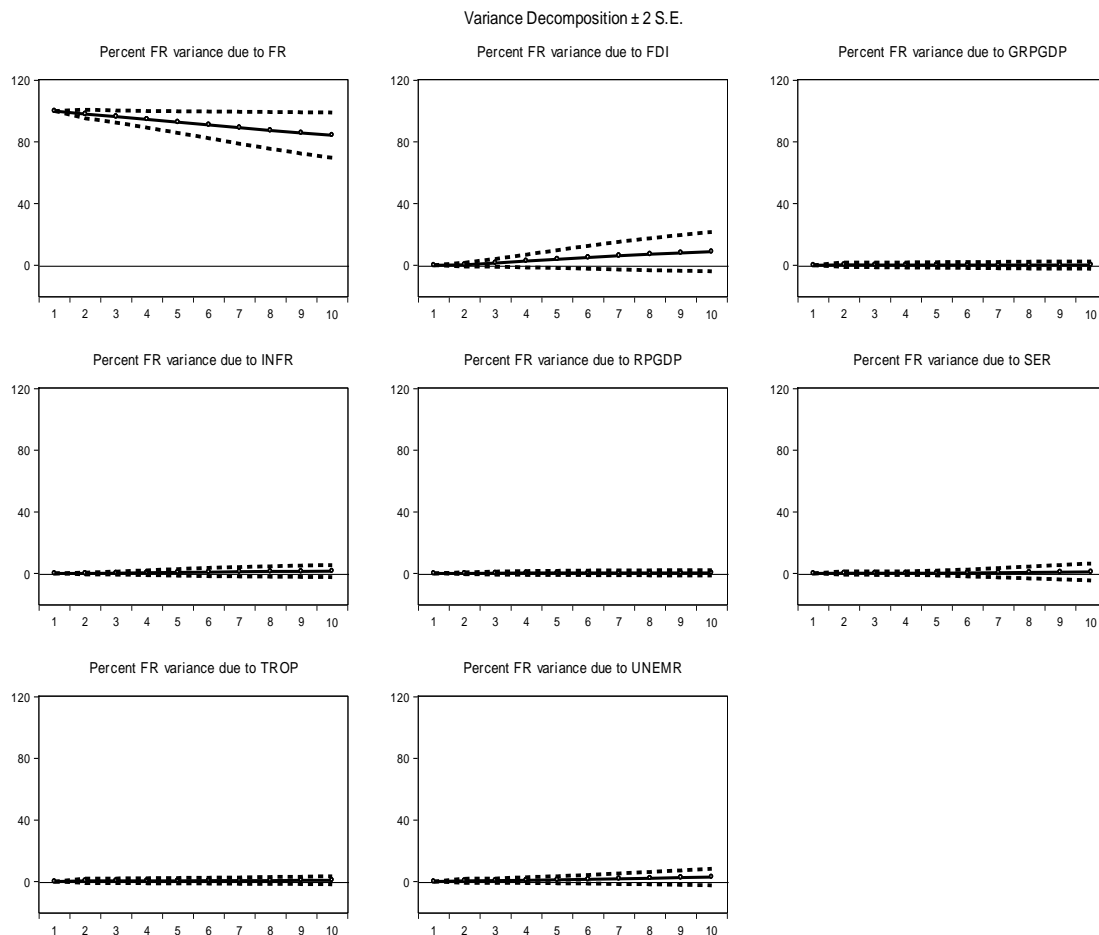 Variance Decomposition ± 2 S.E.
Percent FR variance due to FR
120
80
40
0
1 2 3 4 5 6 7 8 9 10
Percent FR variance due to FDI
120
80
40
0
1 2 3 4 5 6 7 8 9 10
Percent FR variance due to GRPGDP
120
80
40
0
1 2 3 4 5 6 7 8 9 10
Percent FR variance due to INFR
120
80
40
0
1 2 3 4 5 6 7 8 9 10
Percent FR variance due to RPGDP
120
80
40
0
1 2 3 4 5 6 7 8 9 10
Percent FR variance due to SER
120
80
40
0
1 2 3 4 5 6 7 8 9 10
Percent FR variance due to TROP
120
80
40
0
1 2 3 4 5 6 7 8 9 10
Percent FR variance due to UNEMR
120
80
40
0
1 2 3 4 5 6 7 8 9 10